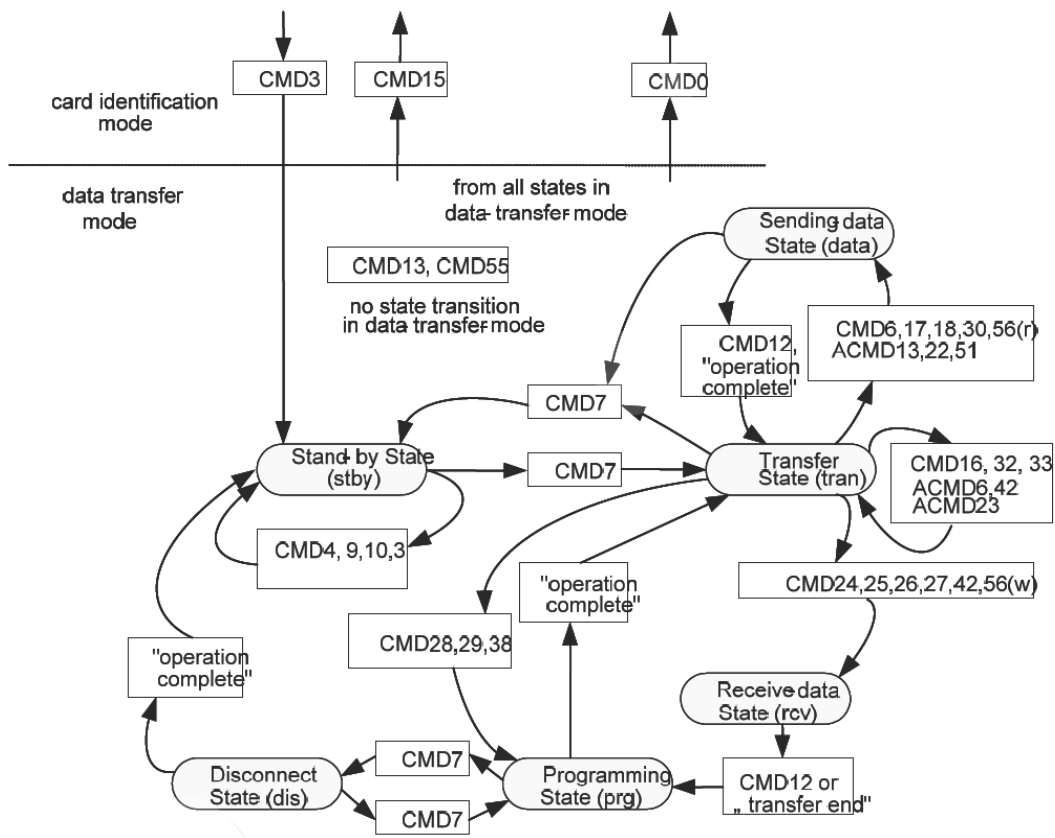 CMD3
CMD15
CMD0
card identification
mode
data transfer
mode
from all states in
data-transfer-mode
Sending-data
State (data)
CMD13, CMD55
no state transition
in data transfer-mode
CMD12,
"operation
complete"
CMD6,17,18,30,56(r)
ACMD13,22,51
CMD7
Stand-by State
(stby)
CMD7
Transfer
State (tran)
CMD16, 32, 33
ACMD6,42
ACMD23
CMD4, 9,10,3
"operation
complete"
CMD24,25,26,27,42,56(w)
CMD28,29,38
"operation
complete"
Receive-data
State (rcv)
Disconnect
State (dis)
CMD7
CMD7
Programming
State (prg)
CMD12 or
„ transfer end"